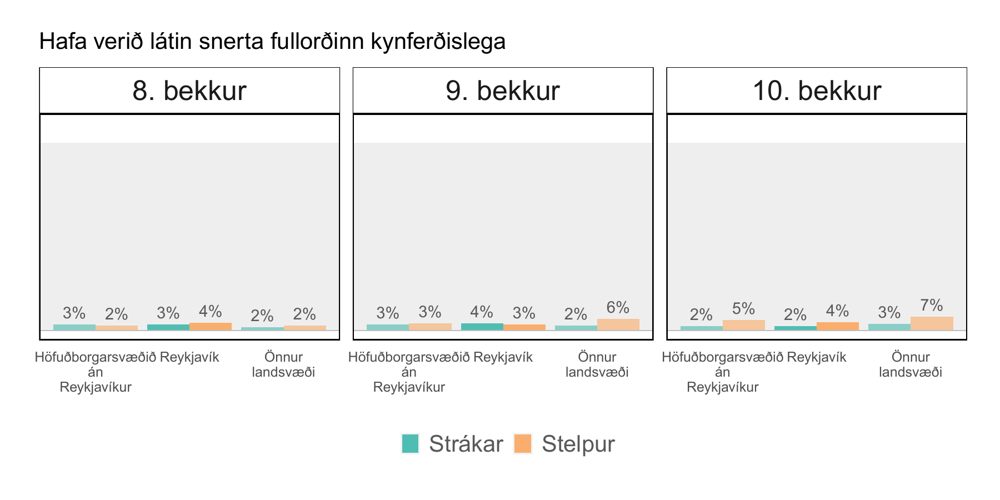 Hafa verið látin snerta fullorðinn kynferðislega
8. bekkur
9. bekkur
10. bekkur
3% 2% 3% 4% 2% 2%
3% 3% 4% 3% 2% 6%
2% 5% 2% 4% 3% 7%
Höfuðborgarsvæðið
án
Reykjavíkur
Reykjavík
Önnur
landsvæði
Höfuðborgarsvæðið
án
Reykjavíkur
Reykjavík
Önnur
landsvæði
Höfuðborgarsvæðið
án
Reykjavíkur
Reykjavík
Önnur
landsvæði
Strákar Stelpur